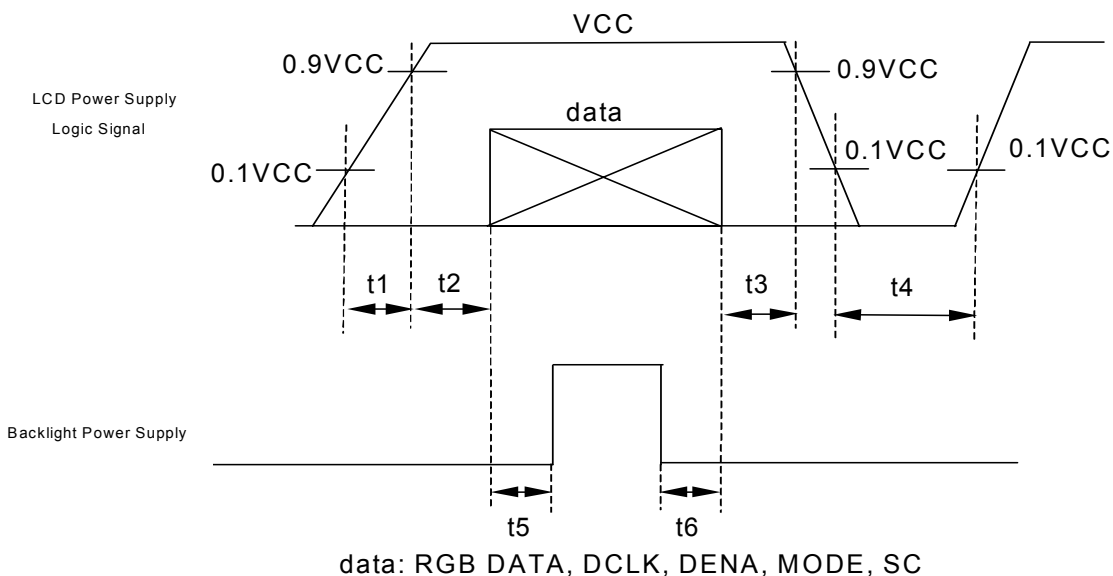 VCC
0.9VCC
0.9VCC
LCD Power Supply
Logic Signal
data
0.1VCC
0.1VCC
0.1VCC
t1
t2
t3
t4
Backlight Power Supply
t5
t6
data: RGB DATA, DCLK, DENA, MODE, SC